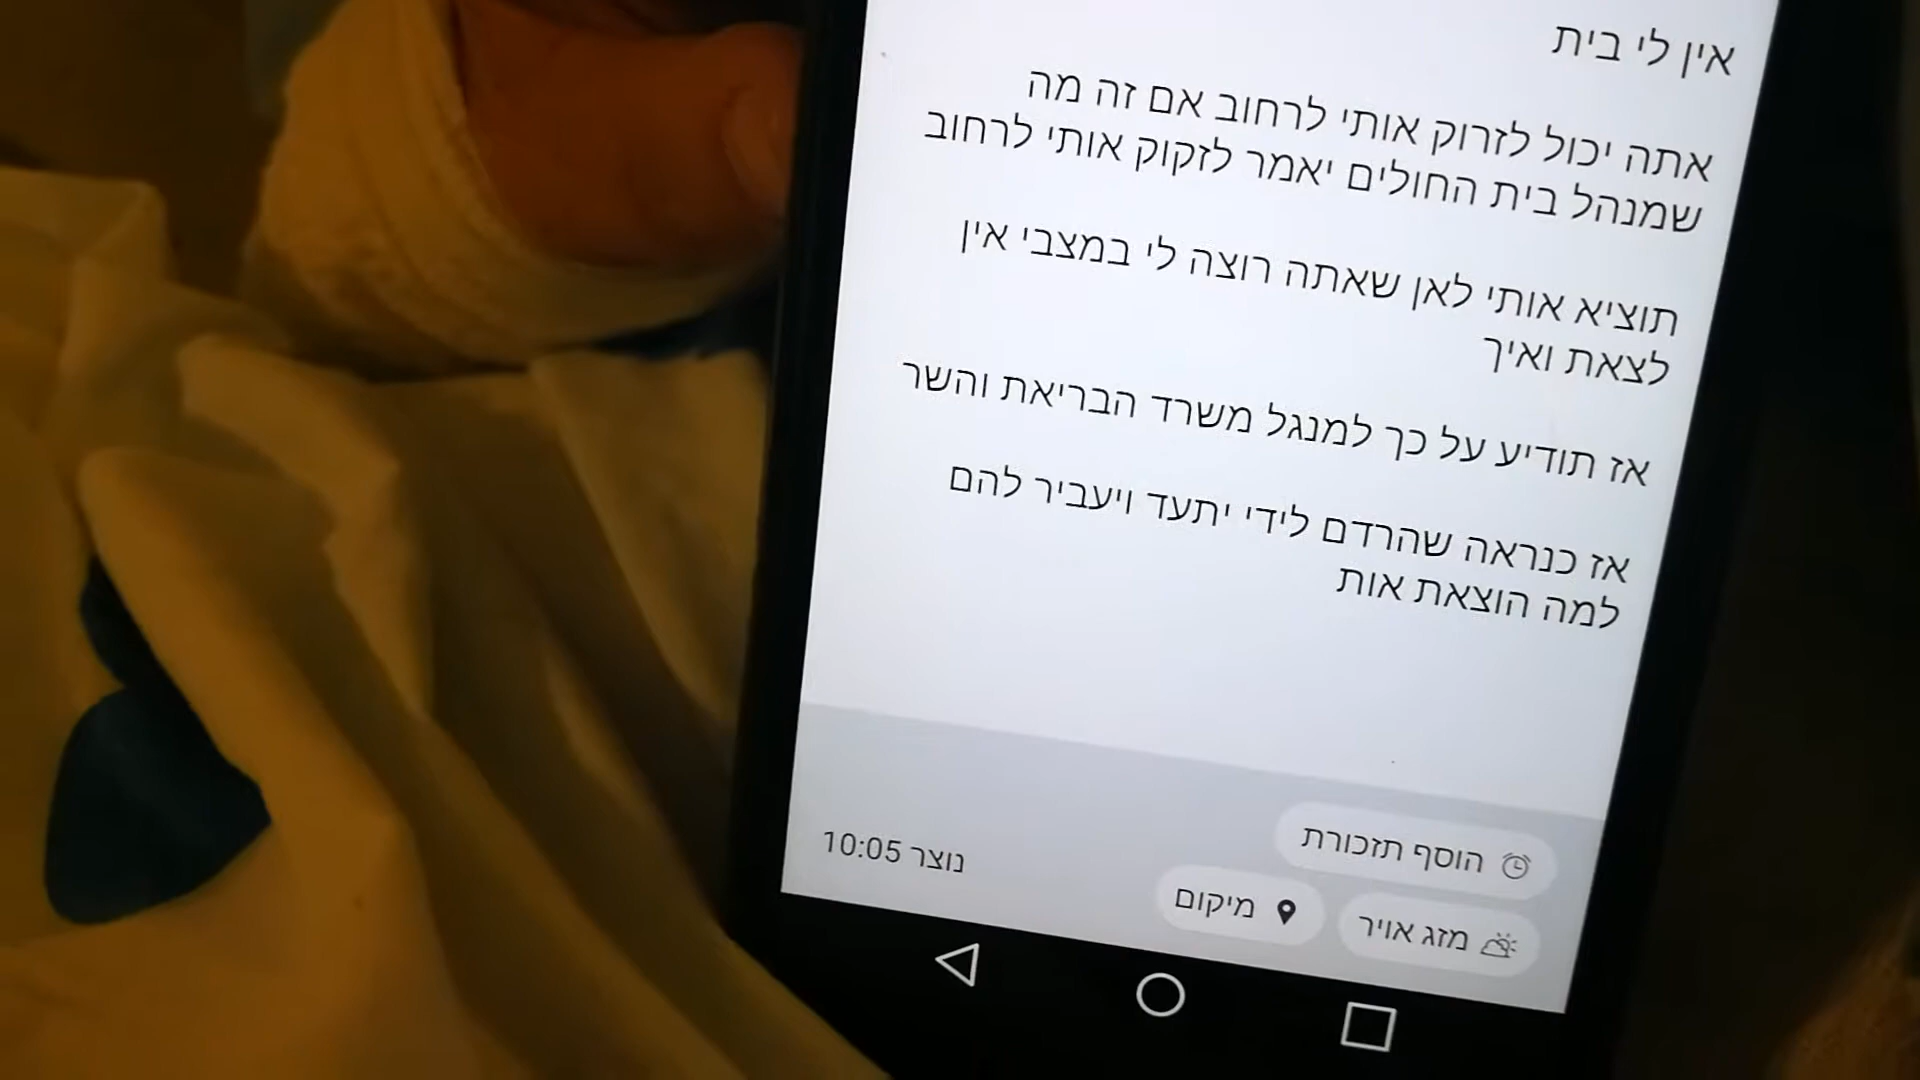 אין לי בית
אתה יכול לזרוק אותי לרחוב אם זה מה
שמנהל בית החולים יאמר לזקוק אותי לרחוב
תוציא אותי לאן שאתה רוצה לי במצבי אין
לצאת ואיך
אז תודיע על כך למנגל משרד הבריאת והשר
אז כנראה שהרדם לידי יתעד ויעביר להם
למה הוצאת אות
הוסף תזכורת
מזג אויר
מיקום
נוצר 10:05